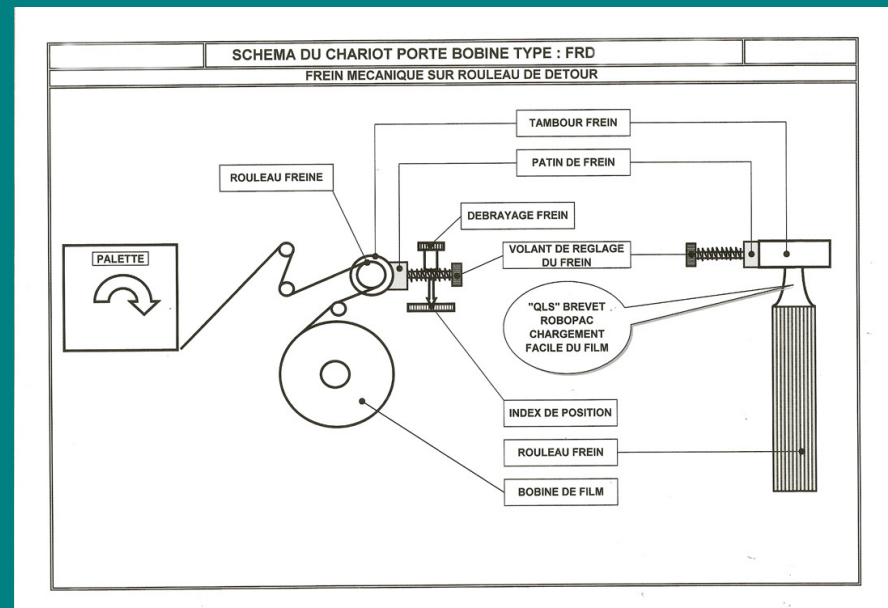 SCHEMA DU CHARIOT PORTE BOBINE TYPE : FRD
FREIN MECANIQUE SUR ROULEAU DE DETOUR
TAMBOUR FREIN
PATIN DE FREIN
ROULEAU FREINE
DEBRAYAGE FREIN
VOLANT DE REGLAGE
DU FREIN
PALETTE
"QLS" BREVET
ROBOPAC
CHARGEMENT
FACILE DU FILM
INDEX DE POSITION
ROULEAU FREIN
BOBINE DE FILM